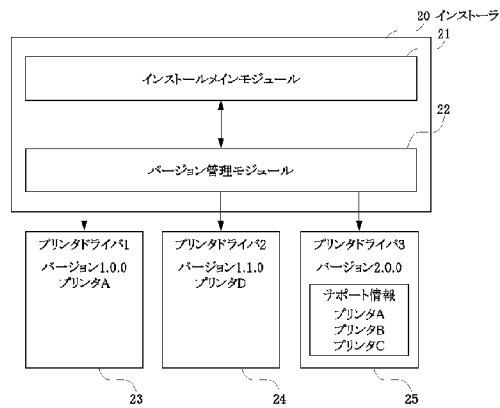 20 インストーラ
21
インストールメインモジュール
22
バージョン管理モジュール
プリンタドライバ1
バージョン1.0.0
プリンタA
プリンタドライバ2
バージョン1.1.0
プリンタD
プリンタドライバ3
バージョン2.0.0
サポート情報
プリンタA
プリンタB
プリンタC
23
24
25